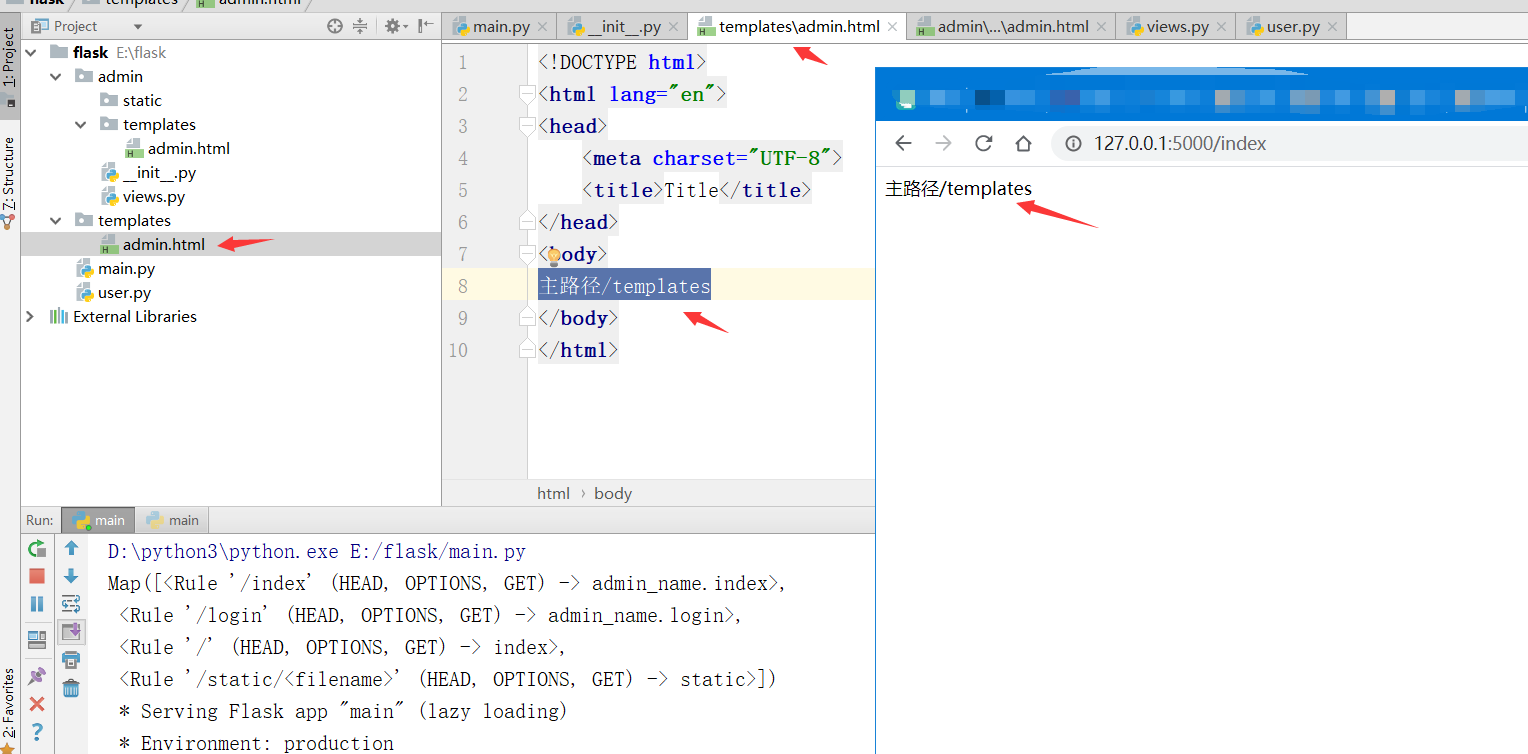 flask templates admin.html
Project
main.py __init__.py templates\admin.html admin\...\admin.html views.py user.py
1: Project
Z: Structure
2: Favorites
flask E:\flask
admin
static
templates
admin.html
__init__.py
views.py
templates
admin.html
main.py
user.py
External Libraries
1 <!DOCTYPE html>
2 <html lang="en">
3 <head>
4 <meta charset="UTF-8">
5 <title>Title</title>
6 </head>
7 <body>
8 主路径/templates
9 </body>
10 </html>
html › body
127.0.0.1:5000/index
主路径/templates
Run: main main
D:\python3\python.exe E:/flask/main.py
Map([<Rule '/index' (HEAD, OPTIONS, GET) -> admin_name.index>,
<Rule '/login' (HEAD, OPTIONS, GET) -> admin_name.login>,
<Rule '/' (HEAD, OPTIONS, GET) -> index>,
<Rule '/static/<filename>' (HEAD, OPTIONS, GET) -> static>])
* Serving Flask app "main" (lazy loading)
* Environment: production